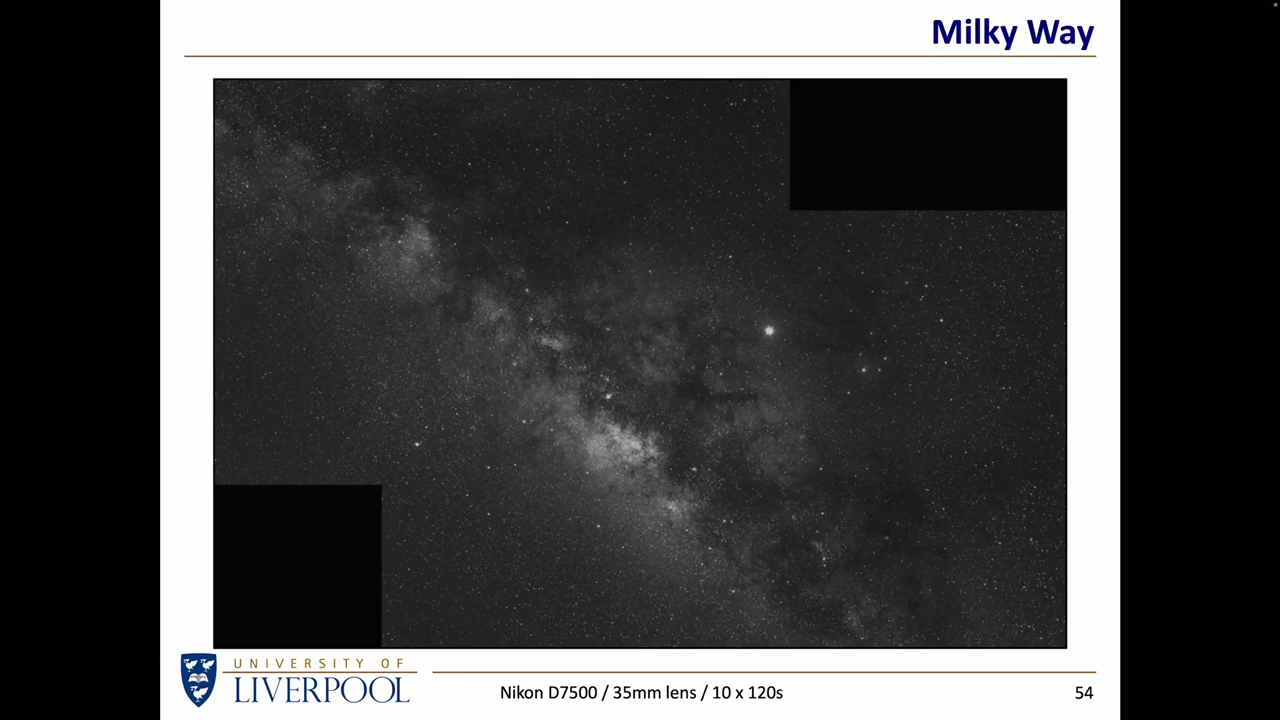 Milky Way
UNIVERSITY OF
LIVERPOOL
Nikon D7500 / 35mm lens / 10 x 120s
54